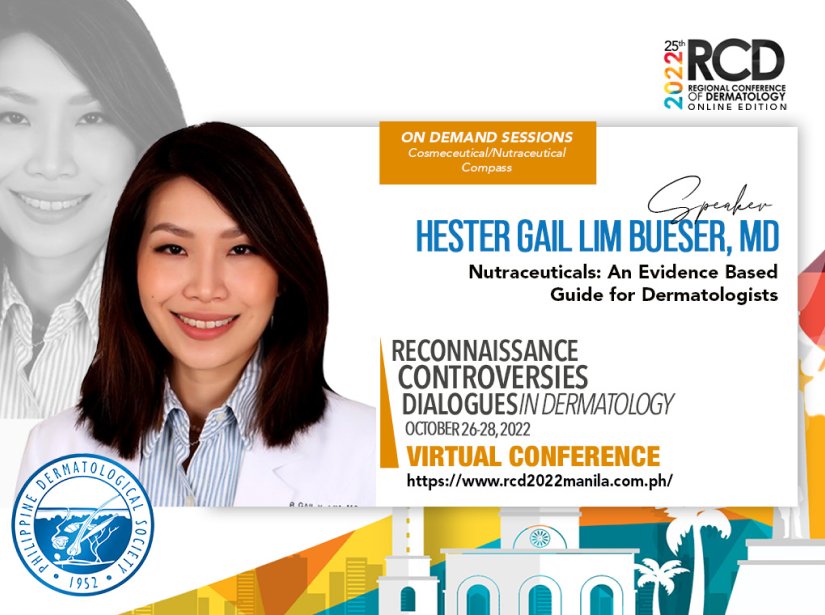 25th
2022
RCD
REGIONAL CONFERENCE
OF DERMATOLOGY
ONLINE EDITION
ON DEMAND SESSIONS
Cosmeceutical/Nutraceutical
Compass
Speaker
HESTER GAIL LIM BUESER, MD
Nutraceuticals: An Evidence Based
Guide for Dermatologists
RECONNAISSANCE
CONTROVERSIES
DIALOGUES IN DERMATOLOGY
OCTOBER 26-28, 2022
VIRTUAL CONFERENCE
https://www.rcd2022manila.com.ph/
PHILIPPINE DERMATOLOGICAL SOCIETY
• 1952 •